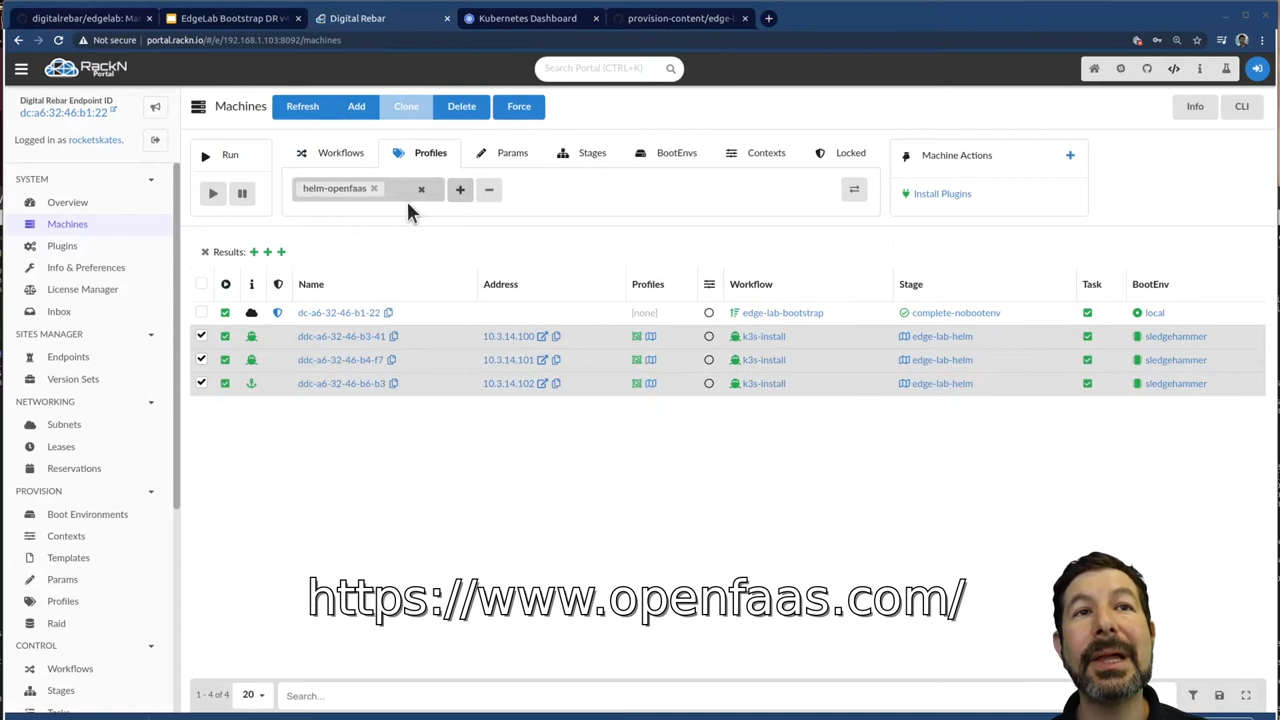 digitalrebar/edgelab: Ma
EdgeLab Bootstrap DR v4
Digital Rebar
Kubernetes Dashboard
provision-content/edge-l
Not secure
portal.rackn.io/#/e/192.168.1.103:8092/machines
RackN
Portal
Search Portal (CTRL+K)
Digital Rebar Endpoint ID
dc:a6:32:46:b1:22
Logged in as rocketskates.
SYSTEM
Overview
Machines
Plugins
Info & Preferences
License Manager
Inbox
SITES MANAGER
Endpoints
Version Sets
NETWORKING
Subnets
Leases
Reservations
PROVISION
Boot Environments
Contexts
Templates
Params
Profiles
Raid
CONTROL
Workflows
Stages
Tasks
Machines
Refresh
Add
Clone
Delete
Force
Info
CLI
Run
Workflows
Profiles
Params
Stages
BootEnvs
Contexts
Locked
helm-openfaas
Machine Actions
Install Plugins
Results:
Name Address Profiles Workflow Stage Task BootEnv
dc-a6-32-46-b1-22 [none] edge-lab-bootstrap complete-nobootenv local
ddc-a6-32-46-b3-41 10.3.14.100 k3s-install edge-lab-helm sledgehammer
ddc-a6-32-46-b4-f7 10.3.14.101 k3s-install edge-lab-helm sledgehammer
ddc-a6-32-46-b6-b3 10.3.14.102 k3s-install edge-lab-helm sledgehammer
https://www.openfaas.com/
1 - 4 of 4
20
Search...